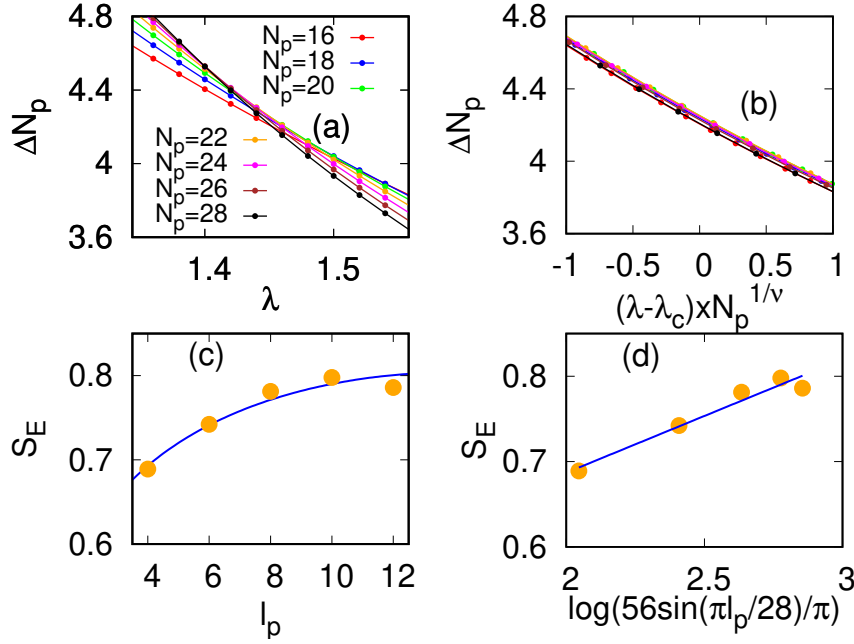 4.8
4.4
4
3.6
ΔN_p
1.4
1.5
λ
(a)
N_p=16
N_p=18
N_p=20
N_p=22
N_p=24
N_p=26
N_p=28
4.8
4.4
4
3.6
ΔN_p
(b)
-1
-0.5
0
0.5
1
(λ-λ_c)xN_p^{1/ν}
(c)
0.8
0.7
0.6
S_E
4
6
8
10
12
l_p
(d)
0.8
0.7
0.6
S_E
2
2.5
3
log(56sin(πl_p/28)/π)